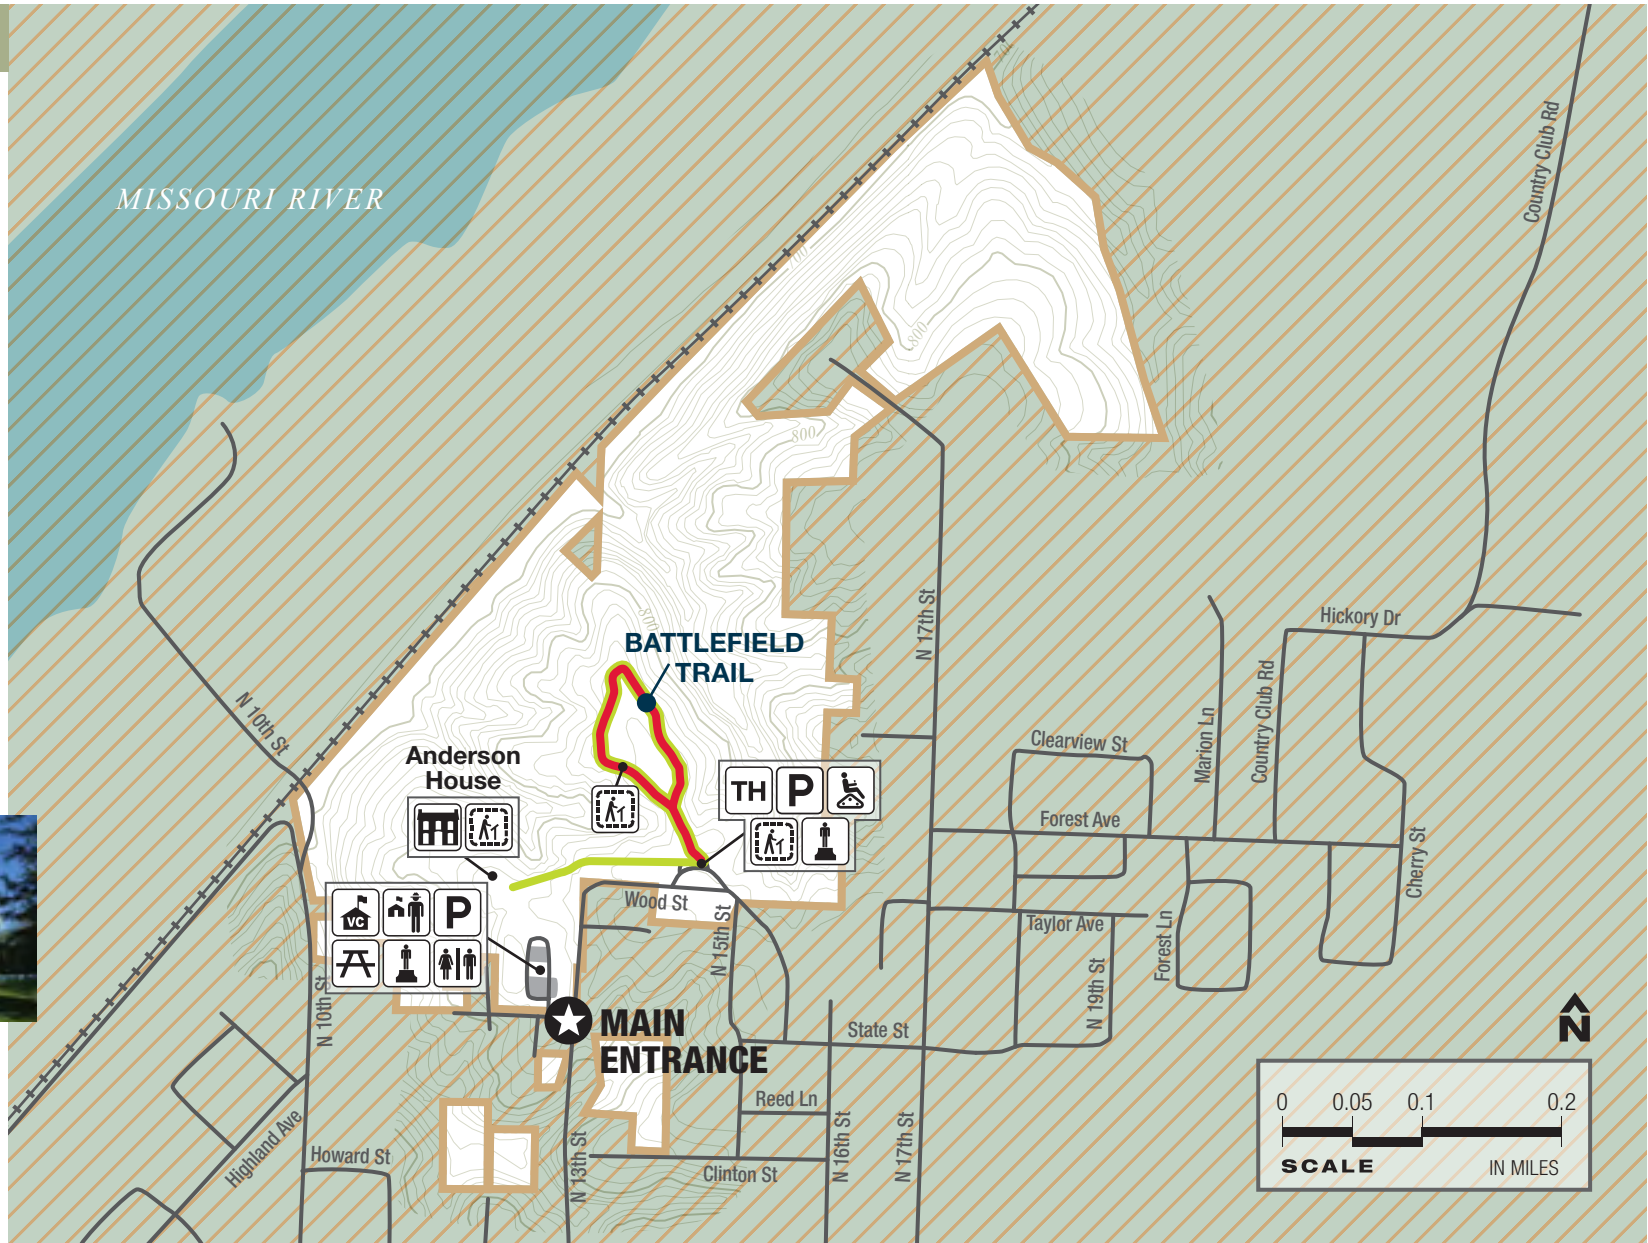 MISSOURI RIVER
Country Club Rd
700
800
800
800
BATTLEFIELD
TRAIL
N 17th St
Hickory Dr
Marion Ln
Country Club Rd
N 10th St
Clearview St
Anderson
House
TH P
Forest Ave
Cherry St
VC P
Wood St
N 15th St
Taylor Ave
Forest Ln
N 19th St
N 10th St
MAIN
ENTRANCE
State St
N
Reed Ln
Highland Ave
Howard St
N 13th St
Clinton St
N 16th St
N 17th St
0 0.05 0.1 0.2
SCALE IN MILES